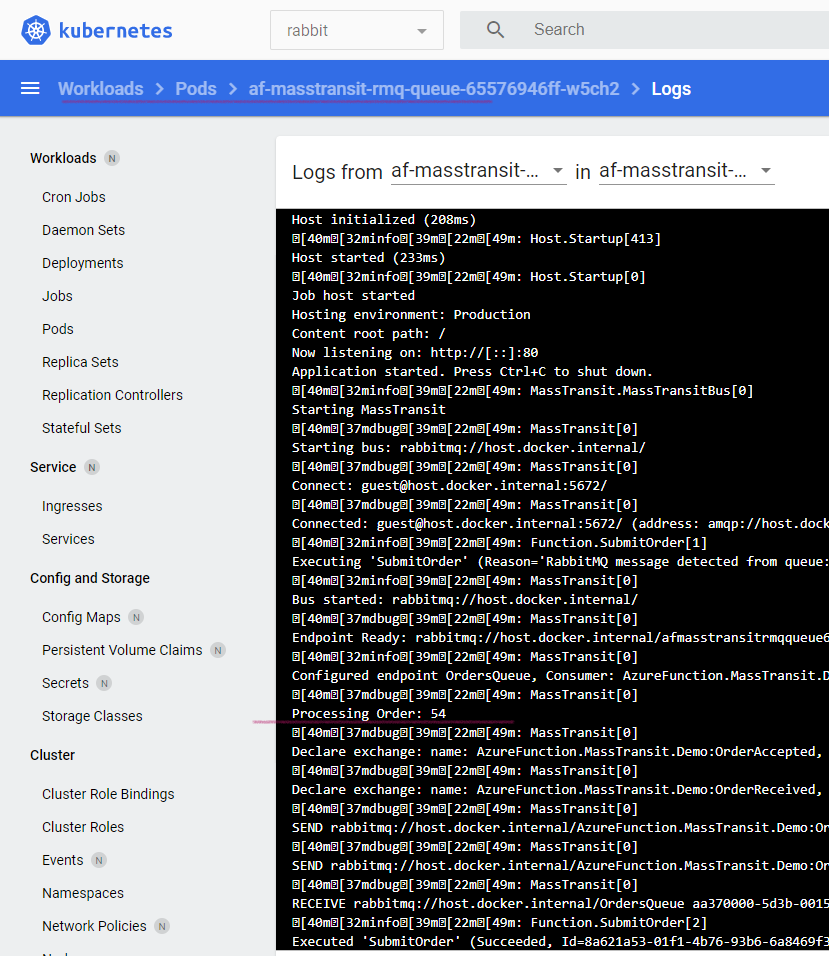 kubernetes
rabbit
Search
Workloads > Pods > af-masstransit-rmq-queue-65576946ff-w5ch2 > Logs
Workloads N
Cron Jobs
Daemon Sets
Deployments
Jobs
Pods
Replica Sets
Replication Controllers
Stateful Sets
Service N
Ingresses
Services
Config and Storage
Config Maps N
Persistent Volume Claims N
Secrets N
Storage Classes
Cluster
Cluster Role Bindings
Cluster Roles
Events N
Namespaces
Network Policies N
Logs from af-masstransit-... in af-masstransit-...
Host initialized (208ms)
[40m[32minfo[39m[22m[49m: Host.Startup[413]
Host started (233ms)
[40m[32minfo[39m[22m[49m: Host.Startup[0]
Job host started
Hosting environment: Production
Content root path: /
Now listening on: http://[::]:80
Application started. Press Ctrl+C to shut down.
[40m[32minfo[39m[22m[49m: MassTransit.MassTransitBus[0]
Starting MassTransit
[40m[37mdbug[39m[22m[49m: MassTransit[0]
Starting bus: rabbitmq://host.docker.internal/
[40m[37mdbug[39m[22m[49m: MassTransit[0]
Connect: guest@host.docker.internal:5672/
[40m[37mdbug[39m[22m[49m: MassTransit[0]
Connected: guest@host.docker.internal:5672/ (address: amqp://host.dock
[40m[32minfo[39m[22m[49m: Function.SubmitOrder[1]
Executing 'SubmitOrder' (Reason='RabbitMQ message detected from queue:
[40m[32minfo[39m[22m[49m: MassTransit[0]
Bus started: rabbitmq://host.docker.internal/
[40m[37mdbug[39m[22m[49m: MassTransit[0]
Endpoint Ready: rabbitmq://host.docker.internal/afmasstransitrmqqueue6
[40m[32minfo[39m[22m[49m: MassTransit[0]
Configured endpoint OrdersQueue, Consumer: AzureFunction.MassTransit.D
[40m[37mdbug[39m[22m[49m: MassTransit[0]
Processing Order: 54
[40m[37mdbug[39m[22m[49m: MassTransit[0]
Declare exchange: name: AzureFunction.MassTransit.Demo:OrderAccepted,
[40m[37mdbug[39m[22m[49m: MassTransit[0]
Declare exchange: name: AzureFunction.MassTransit.Demo:OrderReceived,
[40m[37mdbug[39m[22m[49m: MassTransit[0]
SEND rabbitmq://host.docker.internal/AzureFunction.MassTransit.Demo:Or
[40m[37mdbug[39m[22m[49m: MassTransit[0]
SEND rabbitmq://host.docker.internal/AzureFunction.MassTransit.Demo:Or
[40m[37mdbug[39m[22m[49m: MassTransit[0]
RECEIVE rabbitmq://host.docker.internal/OrdersQueue aa370000-5d3b-0015
[40m[32minfo[39m[22m[49m: Function.SubmitOrder[2]
Executed 'SubmitOrder' (Succeeded, Id=8a621a53-01f1-4b76-93b6-6a8469f3